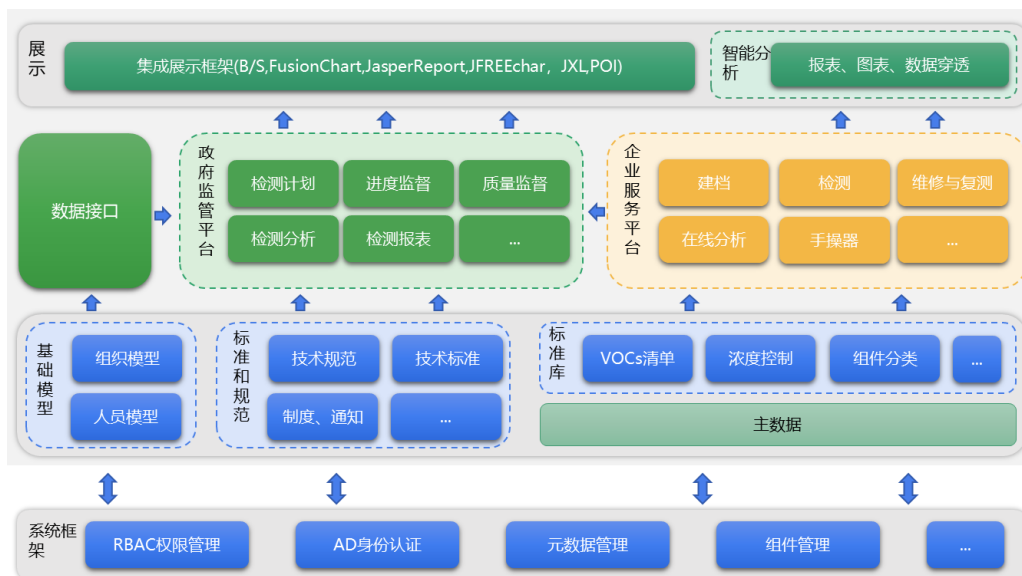 展示
集成展示框架(B/S,FusionChart,JasperReport,JFREEchar，JXL,POI)
智能分析
报表、图表、数据穿透
数据接口
政府监管平台
检测计划
进度监督
质量监督
检测分析
检测报表
...
企业服务平台
建档
检测
维修与复测
在线分析
手操器
...
基础模型
组织模型
人员模型
标准和规范
技术规范
技术标准
制度、通知
...
标准库
VOCs清单
浓度控制
组件分类
...
主数据
系统框架
RBAC权限管理
AD身份认证
元数据管理
组件管理
...